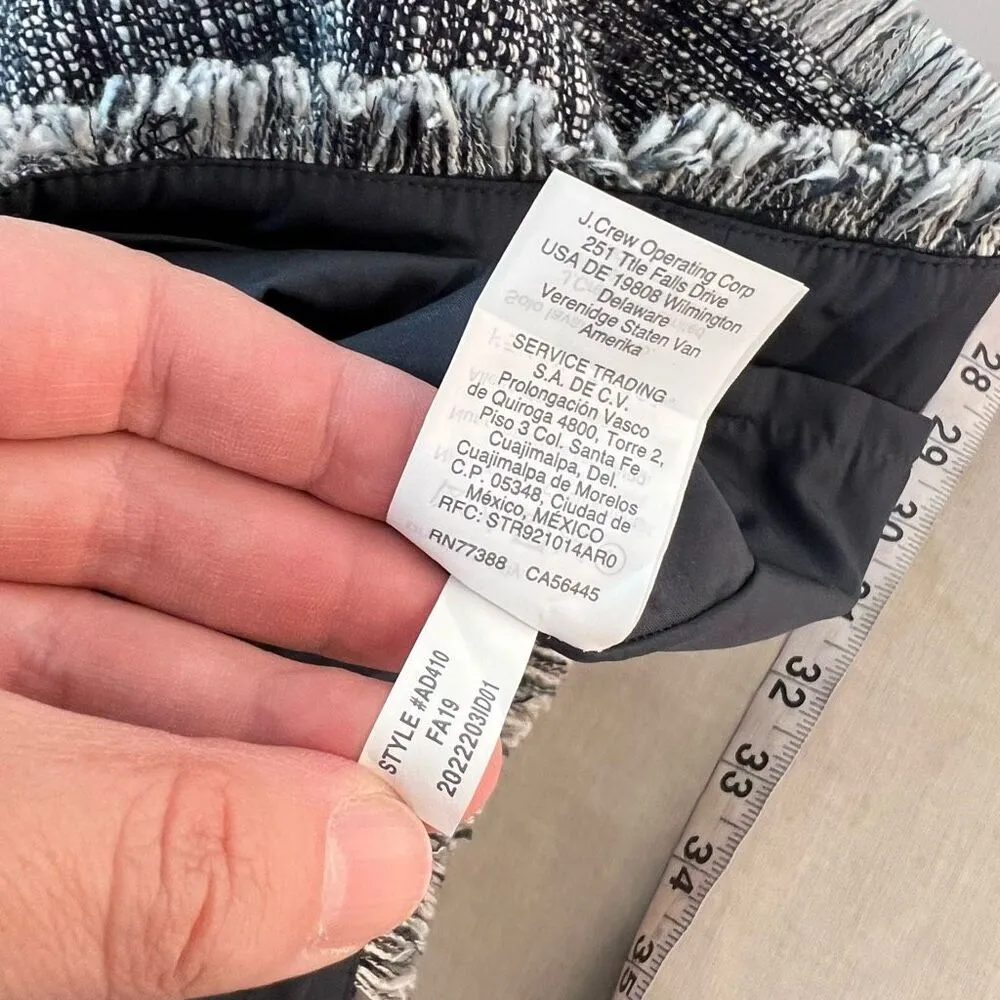 J.Crew Operating Corp
251 Tile Falls Drive
USA DE 19808 Wilmington
Delaware
Verenidge Staten Van
Amerika
SERVICE TRADING
S.A. DE C.V.
Prolongación Vasco
de Quiroga 4800, Torre 2,
Piso 3 Col. Santa Fe
Cuajimalpa, Del.
Cuajimalpa de Morelos
C.P. 05348, Ciudad de
México, MÉXICO
RFC: STR921014AR0
RN77388 CA56445
STYLE #AD410
FA19
2022203ID01
28
29
30
32
33
34
35